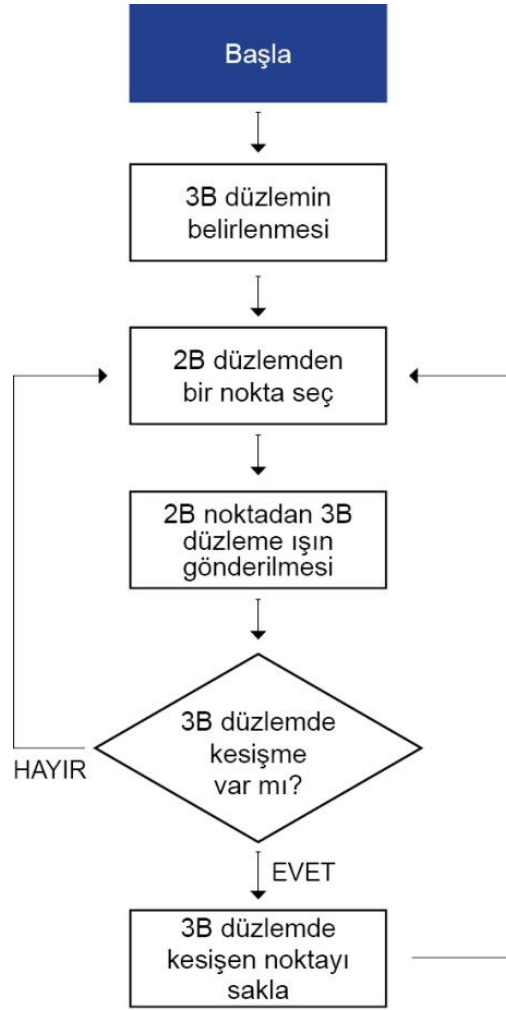 Başla
3B düzlemin
belirlenmesi
2B düzlemden
bir nokta seç
2B noktadan 3B
düzleme ışın
gönderilmesi
3B düzlemde
kesişme
var mı?
HAYIR
EVET
3B düzlemde
kesişen noktayı
sakla